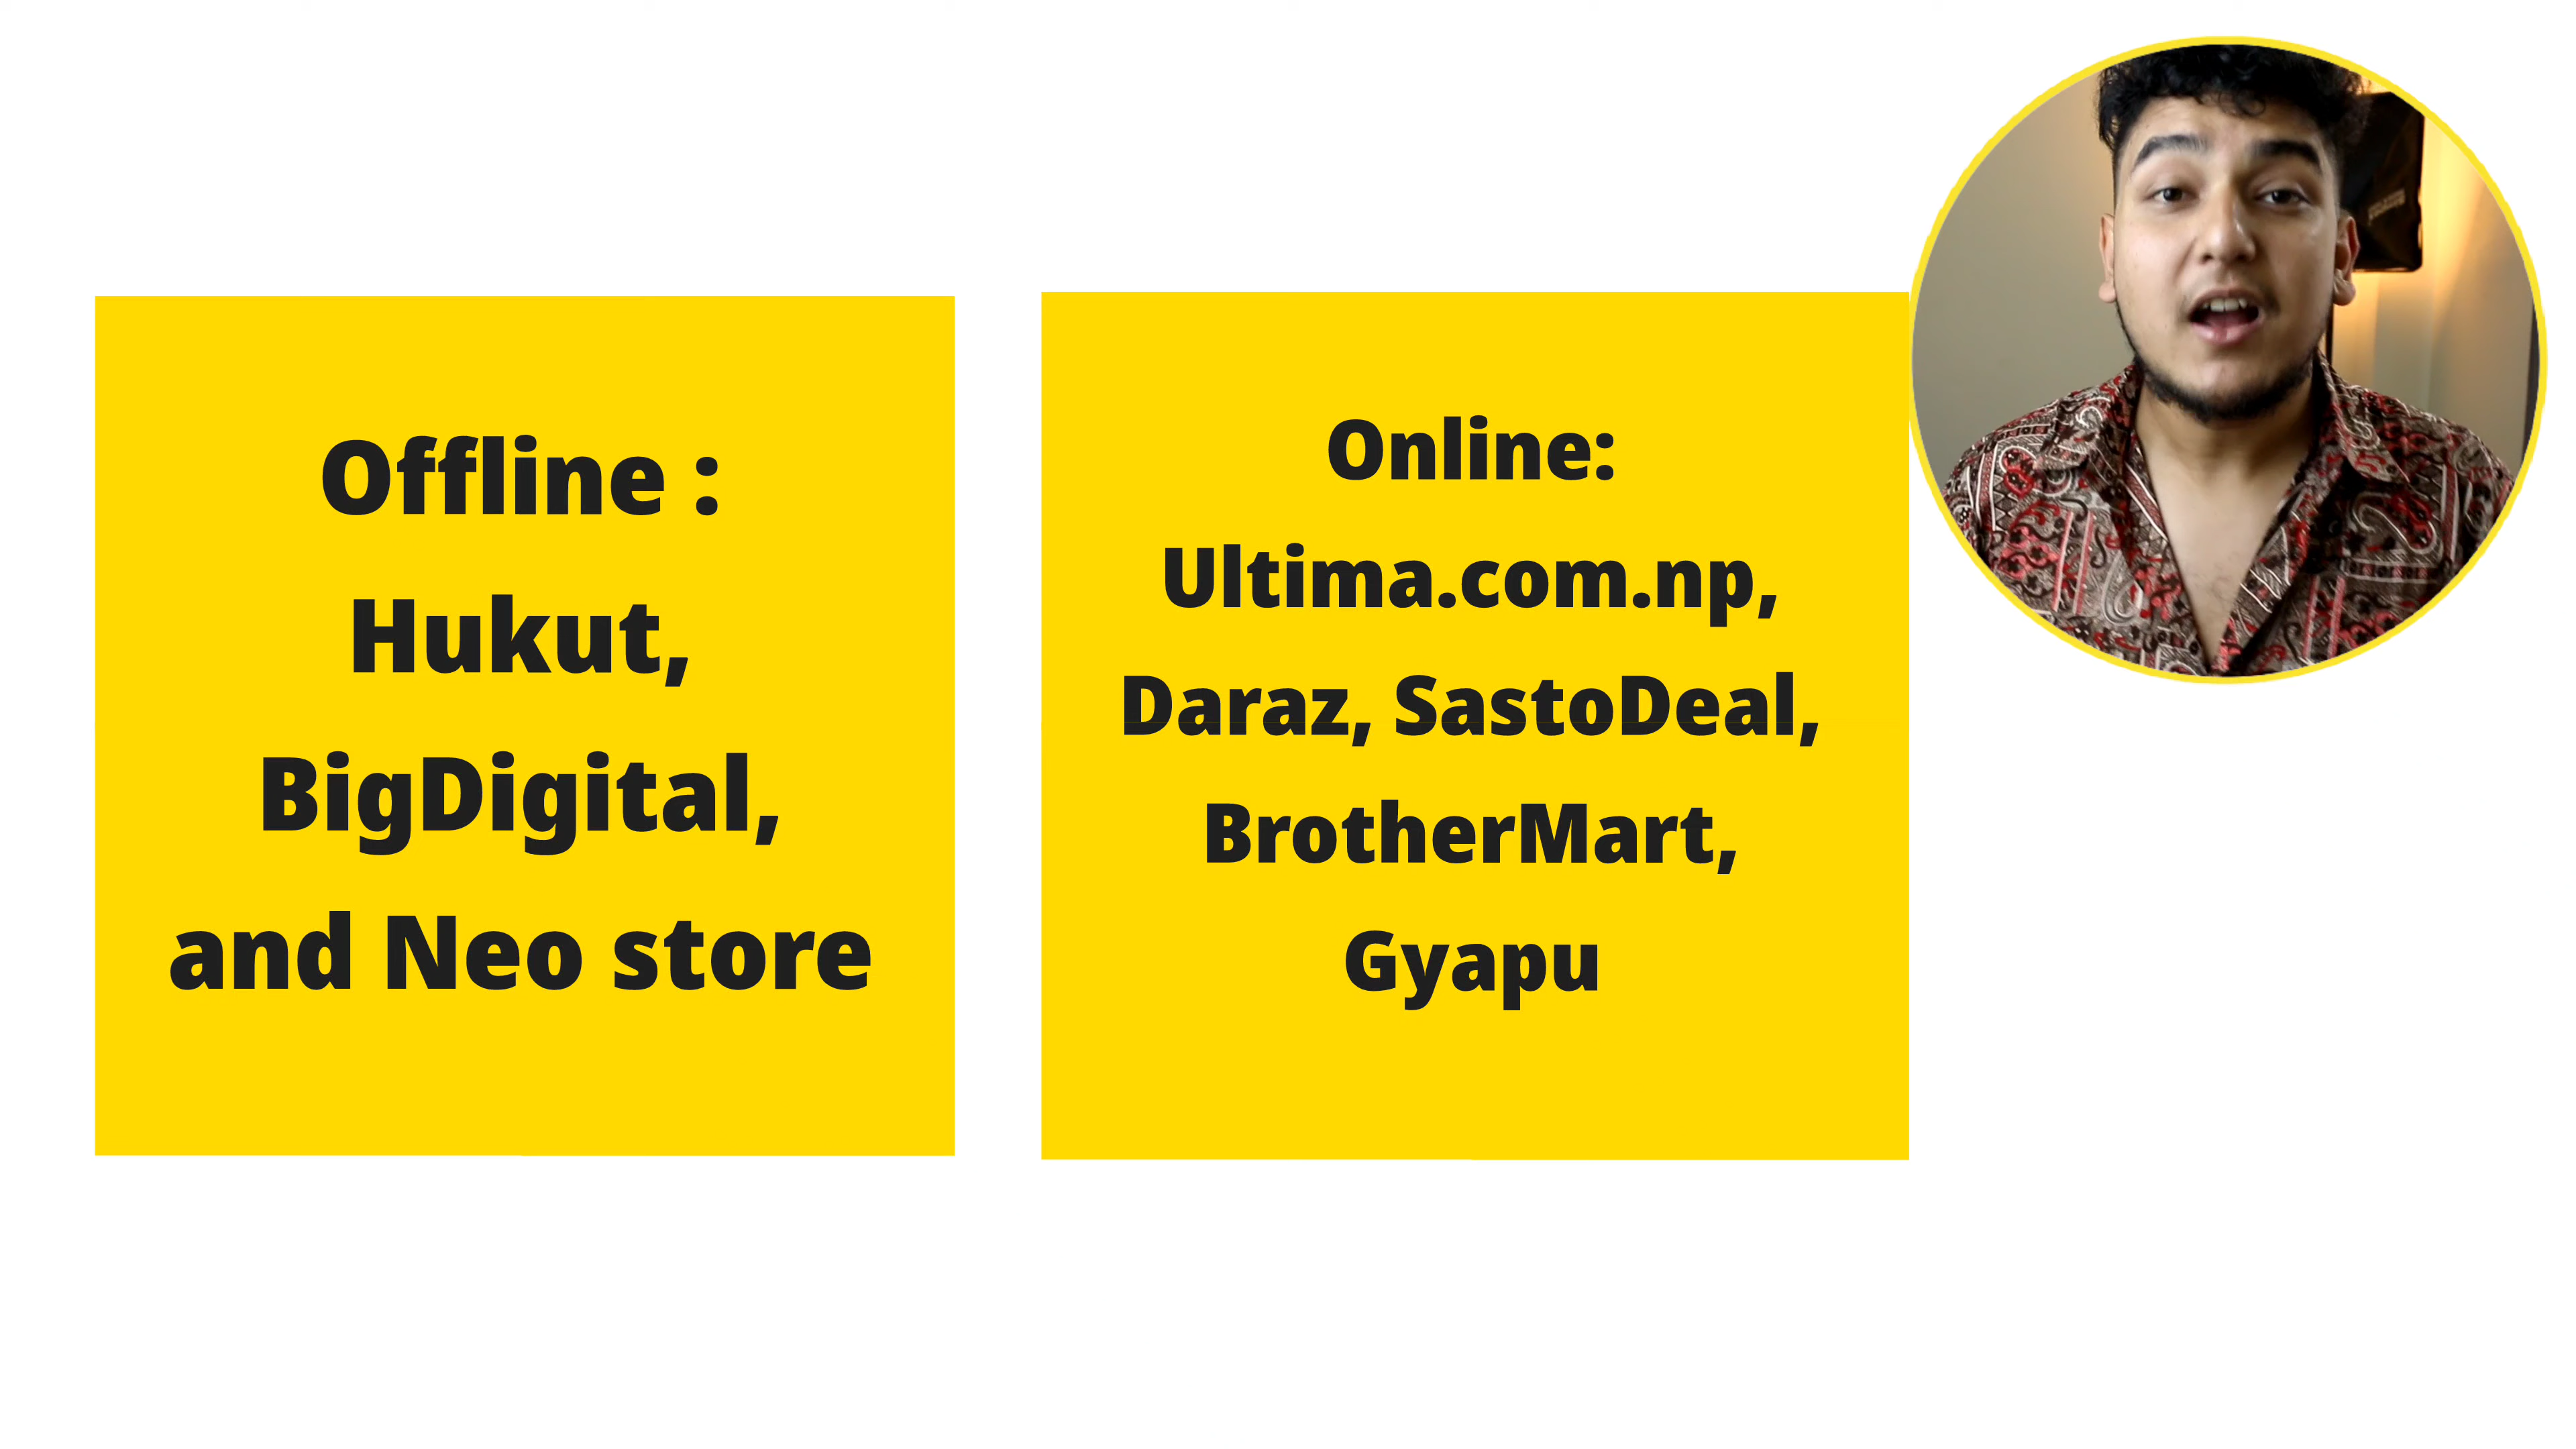 Offline :
Hukut,
BigDigital,
and Neo store
Online:
Ultima.com.np,
Daraz, SastoDeal,
BrotherMart,
Gyapu